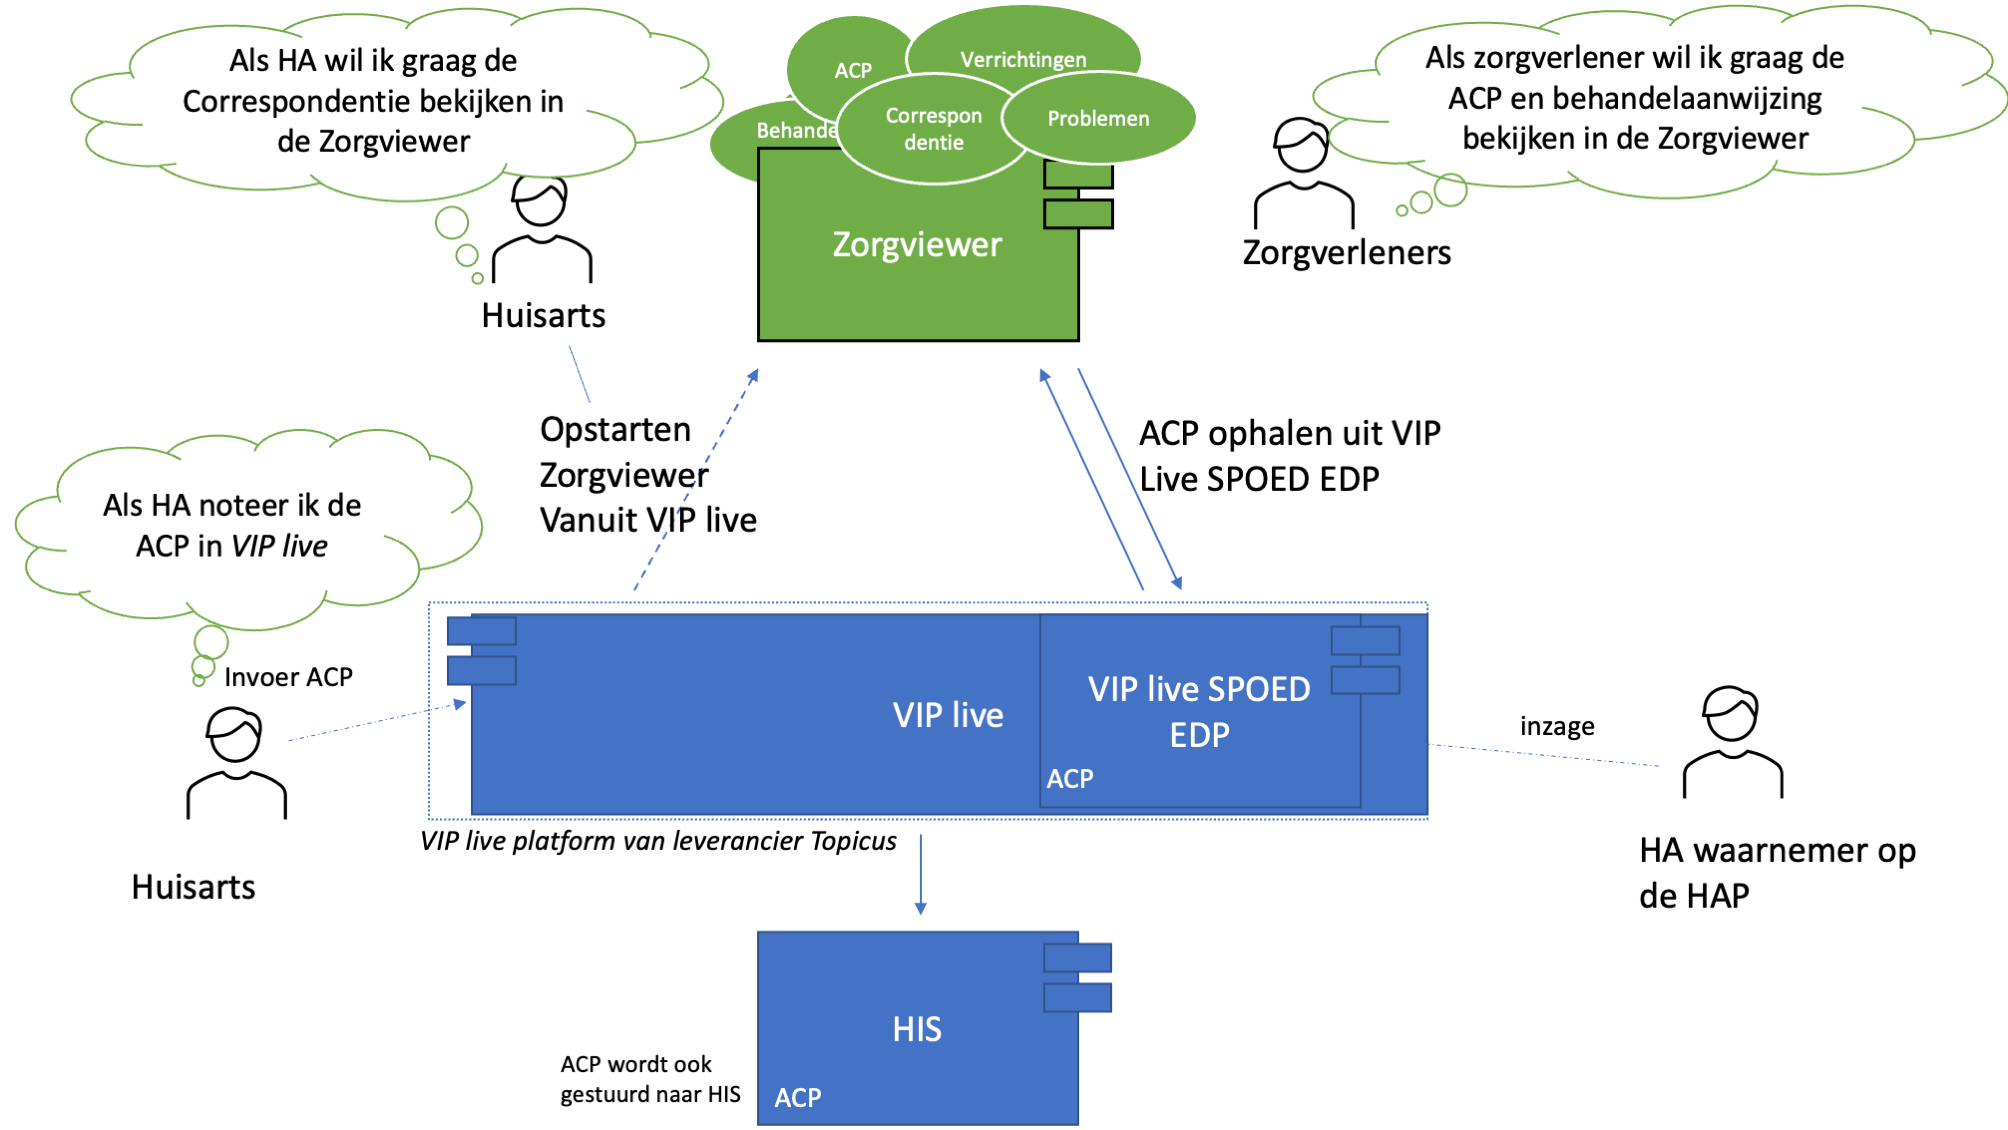 Als HA wil ik graag de
Correspondentie bekijken in
de Zorgviewer
ACP
Verrichtingen
Behande
Correspon
dentie
Problemen
Als zorgverlener wil ik graag de
ACP en behandelaanwijzing
bekijken in de Zorgviewer
Zorgviewer
Zorgverleners
Huisarts
Opstarten
Zorgviewer
Vanuit VIP live
ACP ophalen uit VIP
Live SPOED EDP
Als HA noteer ik de
ACP in VIP live
Invoer ACP
Huisarts
VIP live
VIP live SPOED
EDP
ACP
inzage
HA waarnemer op
de HAP
VIP live platform van leverancier Topicus
HIS
ACP
ACP wordt ook
gestuurd naar HIS